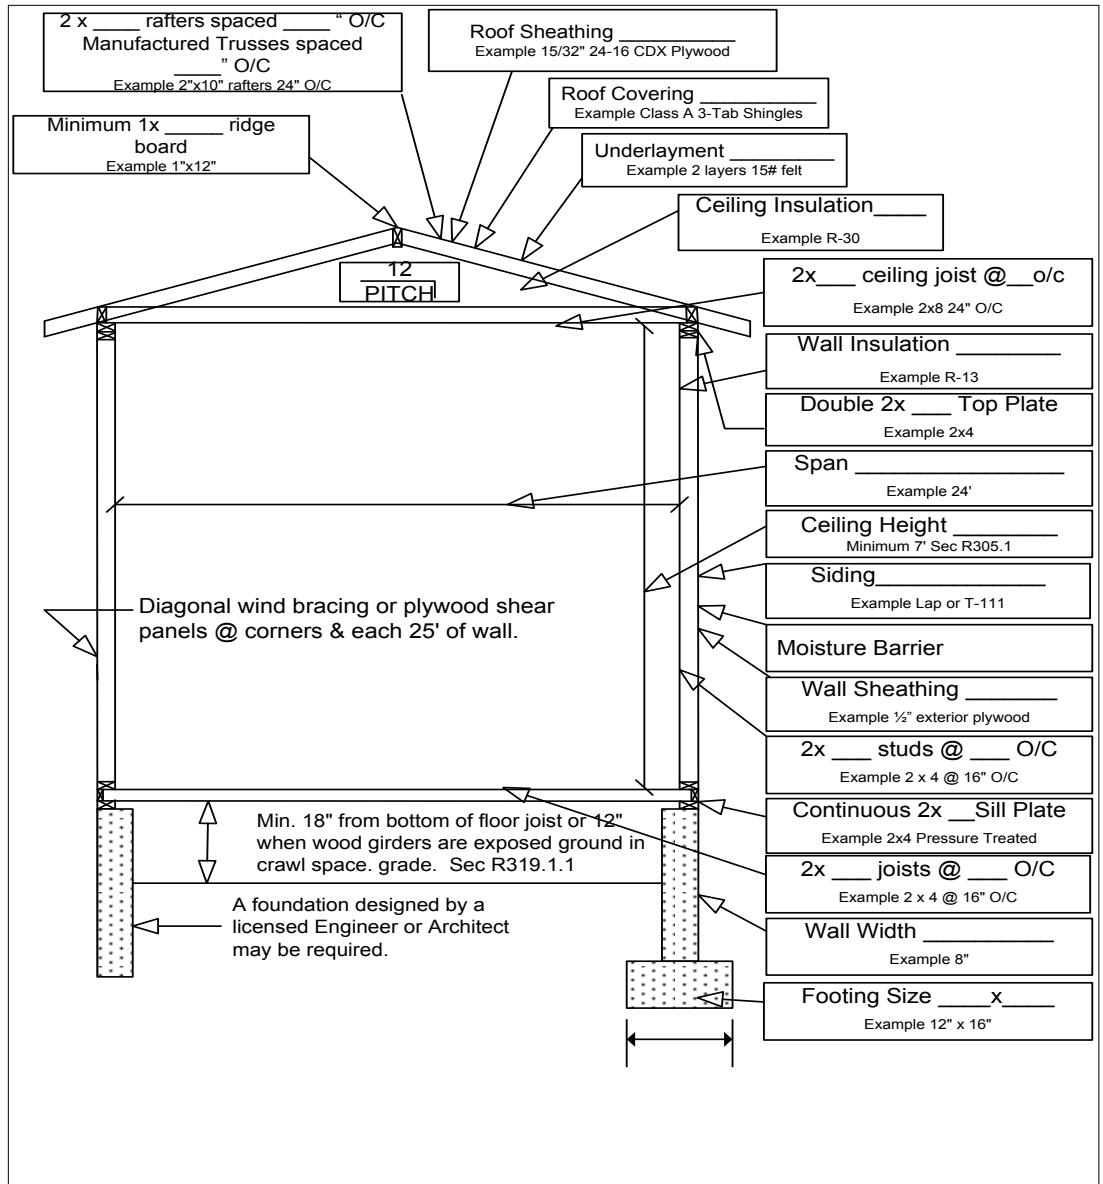 2 x ____ rafters spaced ____ “ O/C
Manufactured Trusses spaced
____” O/C
Example 2"x10" rafters 24" O/C
Roof Sheathing __________
Example 15/32" 24-16 CDX Plywood
Roof Covering __________
Example Class A 3-Tab Shingles
Minimum 1x _____ ridge
board
Example 1"x12"
Underlayment _________
Example 2 layers 15# felt
Ceiling Insulation____
Example R-30
12
PITCH
2x___ ceiling joist @__o/c
Example 2x8 24" O/C
Wall Insulation ________
Example R-13
Double 2x ___ Top Plate
Example 2x4
Span ________________
Example 24'
Ceiling Height ________
Minimum 7' Sec R305.1
Siding_____________
Example Lap or T-111
Diagonal wind bracing or plywood shear
panels @ corners & each 25' of wall.
Moisture Barrier
Wall Sheathing _______
Example ½” exterior plywood
2x ___ studs @ ___ O/C
Example 2 x 4 @ 16" O/C
Continuous 2x __Sill Plate
Example 2x4 Pressure Treated
Min. 18" from bottom of floor joist or 12"
when wood girders are exposed ground in
crawl space. grade. Sec R319.1.1
2x ___ joists @ ___ O/C
Example 2 x 4 @ 16" O/C
A foundation designed by a
licensed Engineer or Architect
may be required.
Wall Width __________
Example 8"
Footing Size ____x____
Example 12" x 16"